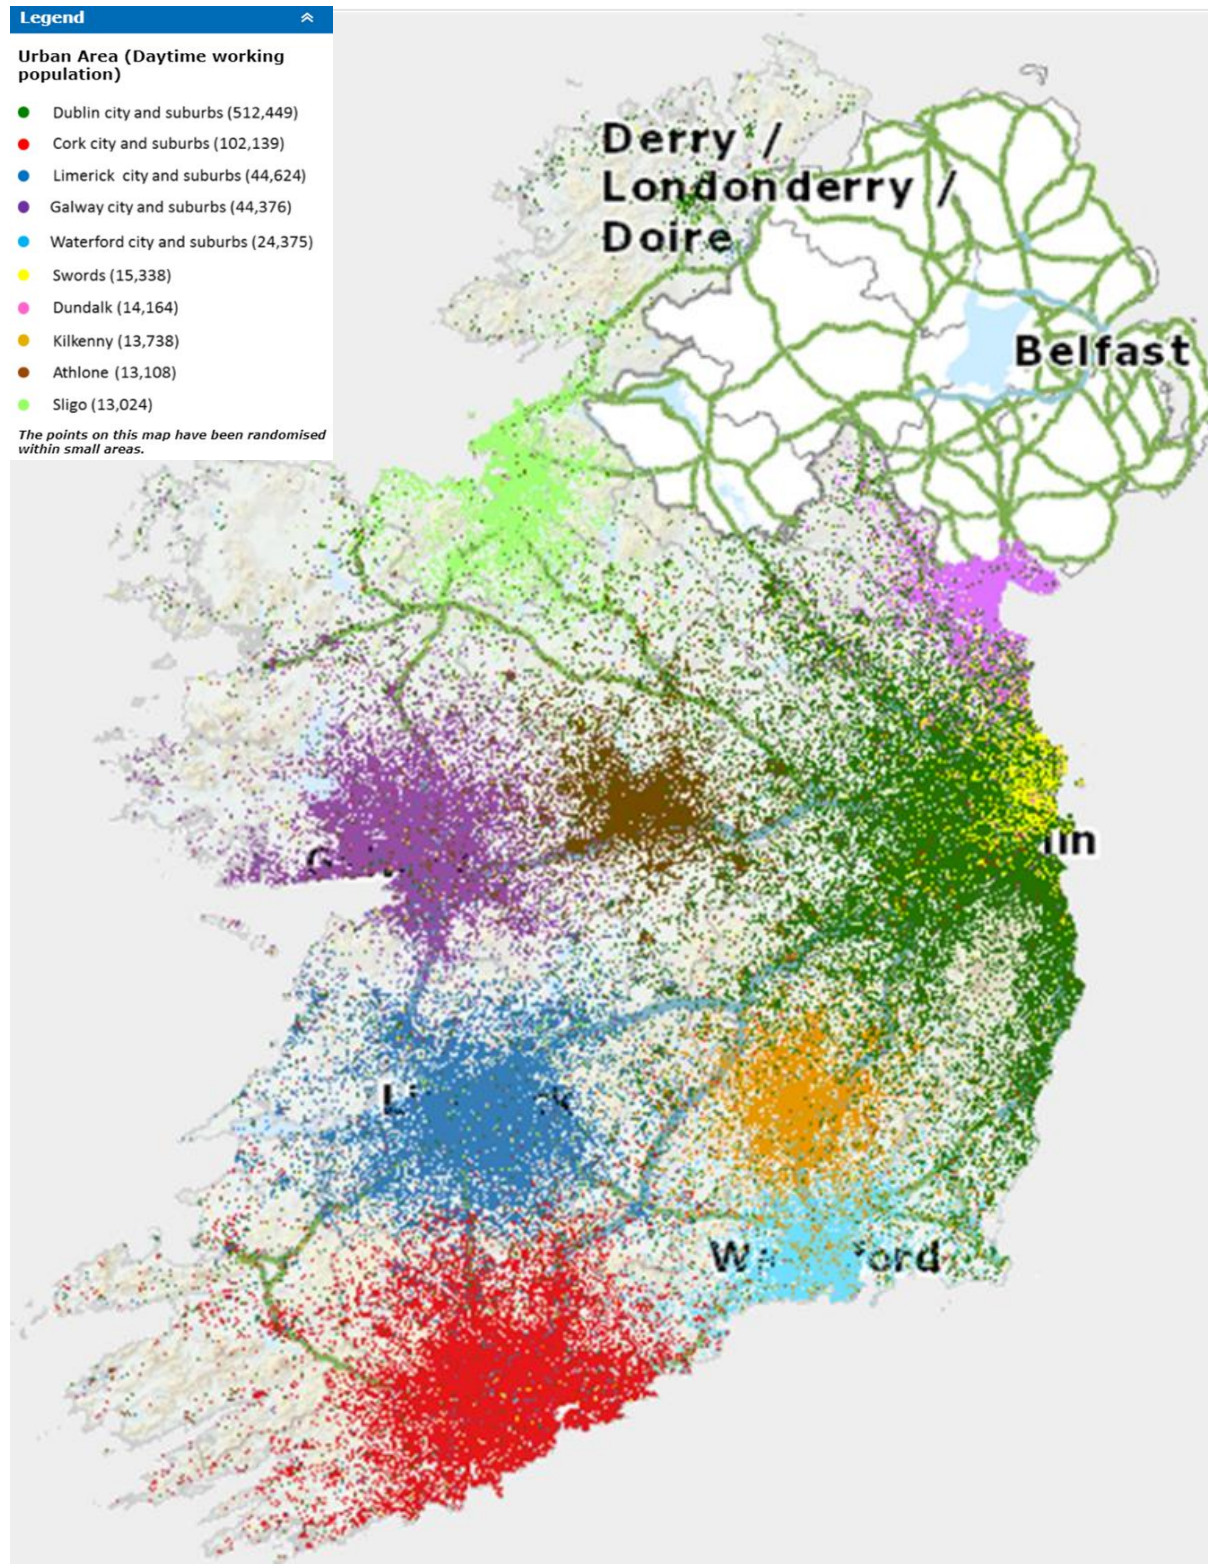 Legend
Urban Area (Daytime working
population)
Dublin city and suburbs (512,449)
Cork city and suburbs (102,139)
Limerick city and suburbs (44,624)
Galway city and suburbs (44,376)
Waterford city and suburbs (24,375)
Swords (15,338)
Dundalk (14,164)
Kilkenny (13,738)
Athlone (13,108)
Sligo (13,024)
The points on this map have been randomised
within small areas.
Derry /
Londonderry /
Doire
Belfast